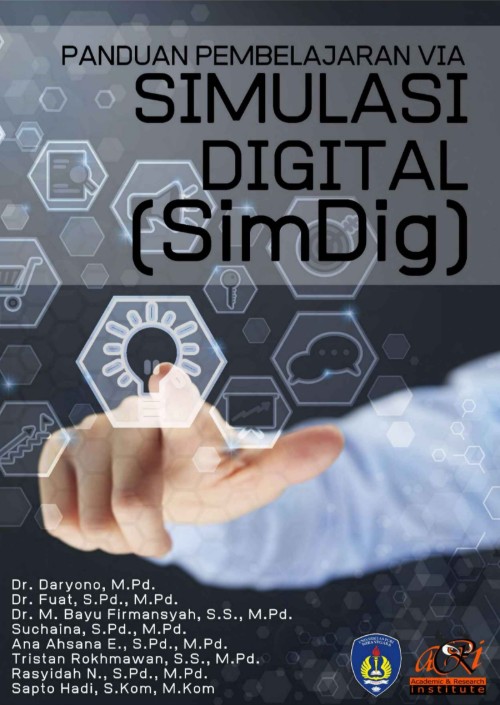 PANDUAN PEMBELAJARAN VIA
SIMULASI
DIGITAL
(SimDig)
Dr. Daryono, M.Pd.
Dr. Fuat, S.Pd., M.Pd.
Dr. M. Bayu Firmansyah, S.S., M.Pd.
Suchaina, S.Pd., M.Pd.
Ana Ahsana E., S.Pd., M.Pd.
Tristan Rokhmawan, S.S., M.Pd.
Rasyidah N., S.Pd., M.Pd.
Sapto Hadi, S.Kom, M.Kom
aRi
Academic & Research
Institute